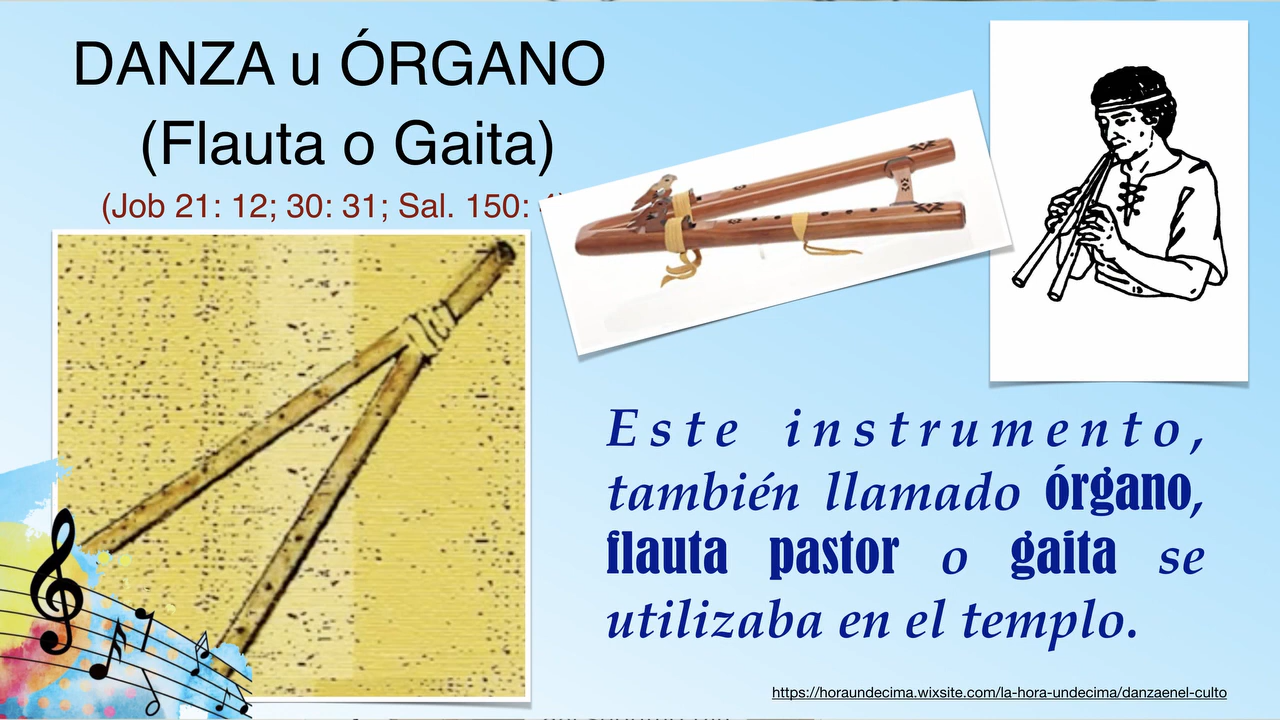 DANZA u ÓRGANO
(Flauta o Gaita)
(Job 21: 12; 30: 31; Sal. 150:
Este instrumento,
también llamado órgano,
flauta pastor o gaita se
utilizaba en el templo.
https://horaundecima.wixsite.com/la-hora-undecima/danzaenel-culto